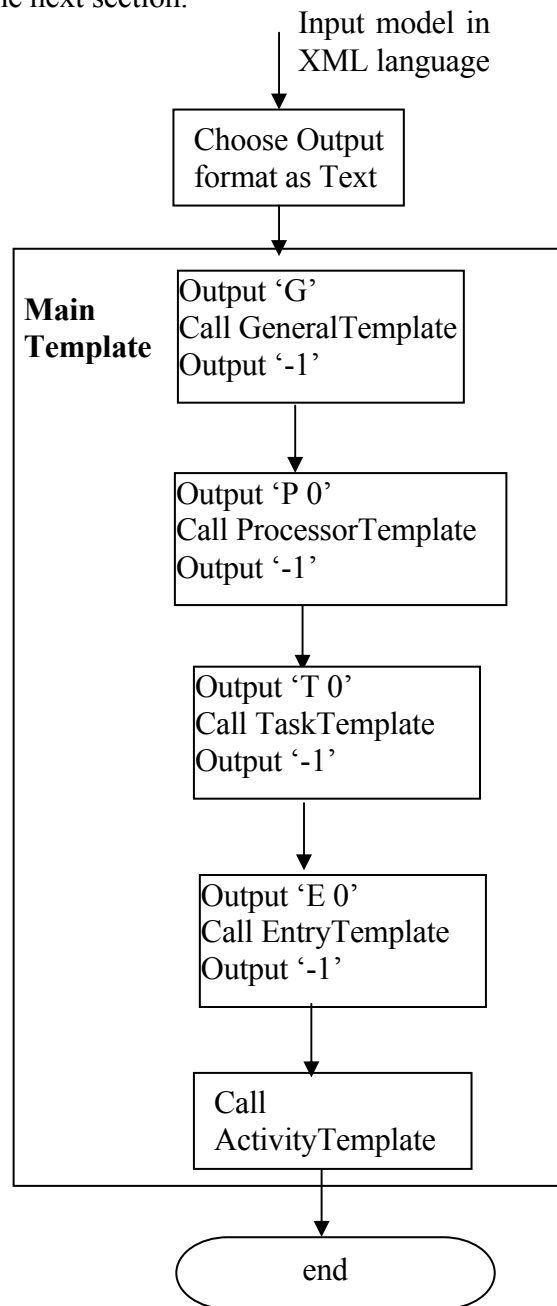 next section.
Input model in
XML language
Choose Output
format as Text
Main
Template
Output ‘G’
Call GeneralTemplate
Output ‘-1’
Output ‘P 0’
Call ProcessorTemplate
Output ‘-1’
Output ‘T 0’
Call TaskTemplate
Output ‘-1’
Output ‘E 0’
Call EntryTemplate
Output ‘-1’
Call
ActivityTemplate
end